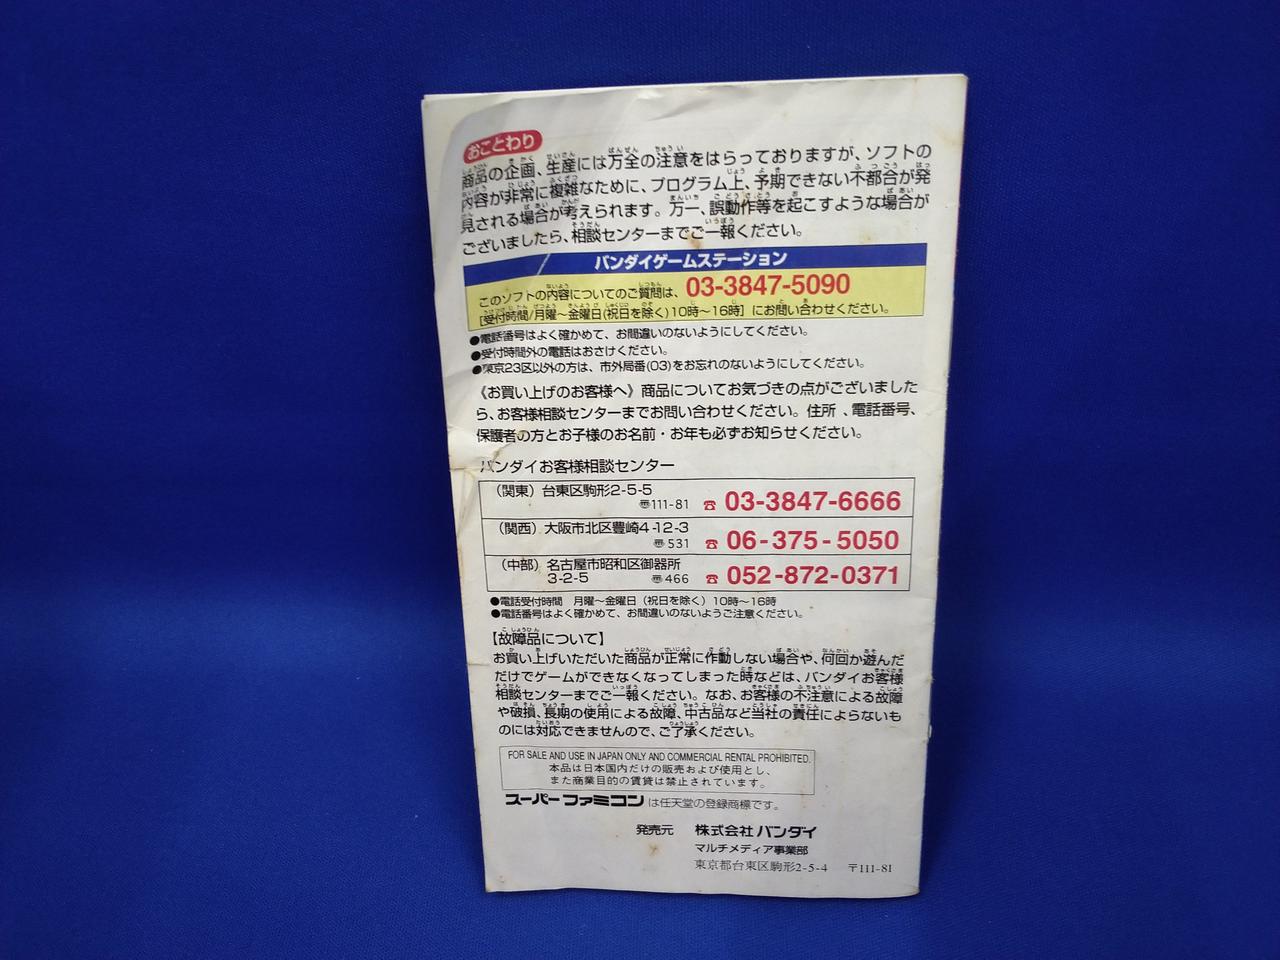 おことわり
商品の企画、生産には万全の注意をはらっておりますが、ソフトの
内容が非常に複雑なために、プログラム上、予期できない不都合が発
見される場合が考えられます。万一、誤動作等を起こすような場合が
ございましたら、相談センターまでご一報ください。
バンダイゲームステーション
このソフトの内容についてのご質問は、03-3847-5090
[受付時間/月曜~金曜日(祝日を除く)10時~16時] にお問い合わせください。
●電話番号はよく確かめて、お間違いのないようにしてください。
●受付時間外の電話はおさけください。
●東京23区以外の方は、市外局番(03)をお忘れのないようにしてください。
《お買い上げのお客様へ》商品についてお気づきの点がございました
ら、お客様相談センターまでお問い合わせください。住所、電話番号、
保護者の方とお子様のお名前・お年も必ずお知らせください。
バンダイお客様相談センター
(関東)台東区駒形2-5-5
〠111-81 ☎ 03-3847-6666
(関西)大阪市北区豊崎4-12-3
〠531 ☎ 06-375-5050
(中部)名古屋市昭和区御器所
3-2-5 〠466 ☎ 052-872-0371
●電話受付時間 月曜~金曜日(祝日を除く)10時~16時
●電話番号はよく確かめて、お間違いのないようご注意ください。
【故障品について】
お買い上げいただいた商品が正常に作動しない場合や、何回か遊んだ
だけでゲームができなくなってしまった時などは、バンダイお客様
相談センターまでご一報ください。なお、お客様の不注意による故障
や破損、長期の使用による故障、中古品など当社の責任によらないも
のには対応できませんので、ご了承ください。
FOR SALE AND USE IN JAPAN ONLY AND COMMERCIAL RENTAL PROHIBITED.
本品は日本国内だけの販売および使用とし、
また商業目的の賃貸は禁止されています。
スーパーファミコンは任天堂の登録商標です。
発売元 株式会社バンダイ
マルチメディア事業部
東京都台東区駒形2-5-4 〒111-81